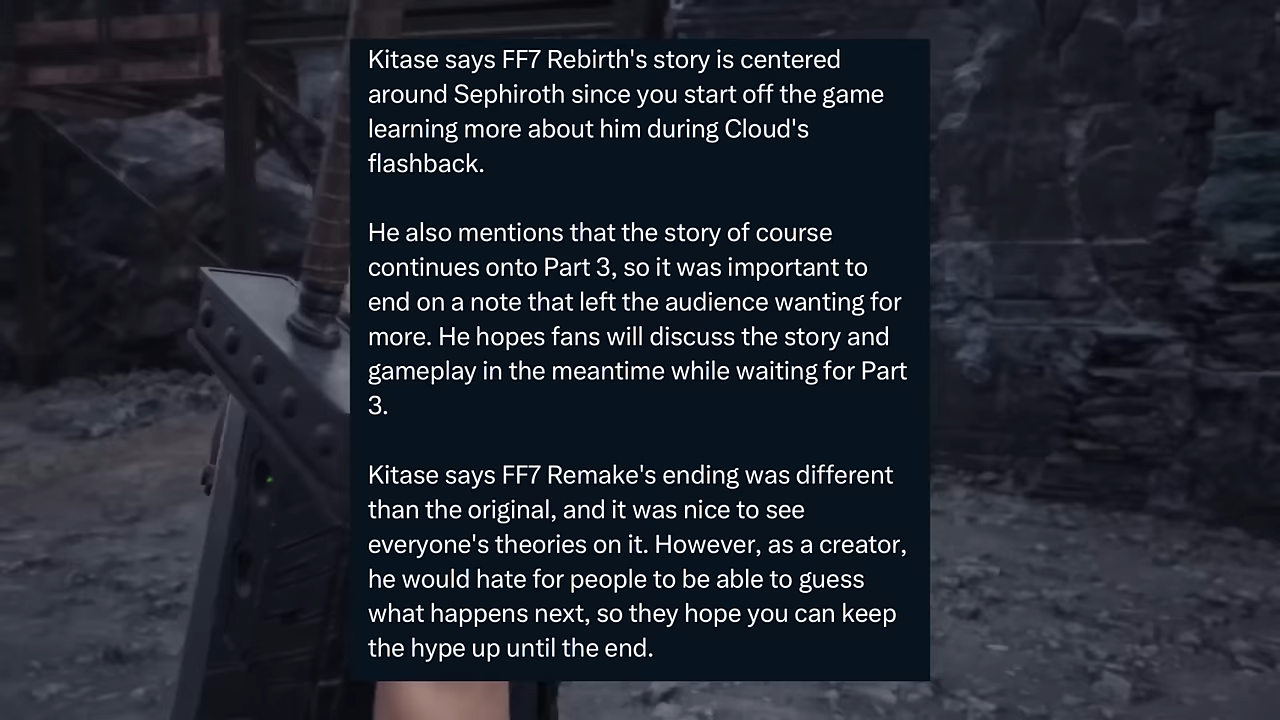 Kitase says FF7 Rebirth's story is centered
around Sephiroth since you start off the game
learning more about him during Cloud's
flashback.
He also mentions that the story of course
continues onto Part 3, so it was important to
end on a note that left the audience wanting for
more. He hopes fans will discuss the story and
gameplay in the meantime while waiting for Part
3.
Kitase says FF7 Remake's ending was different
than the original, and it was nice to see
everyone's theories on it. However, as a creator,
he would hate for people to be able to guess
what happens next, so they hope you can keep
the hype up until the end.